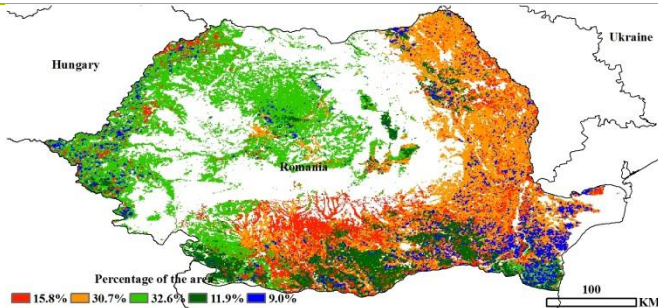 Ukraine
Hungary
Romania
Percentage of the area
15.8% 30.7% 32.6% 11.9% 9.0%
100
KM